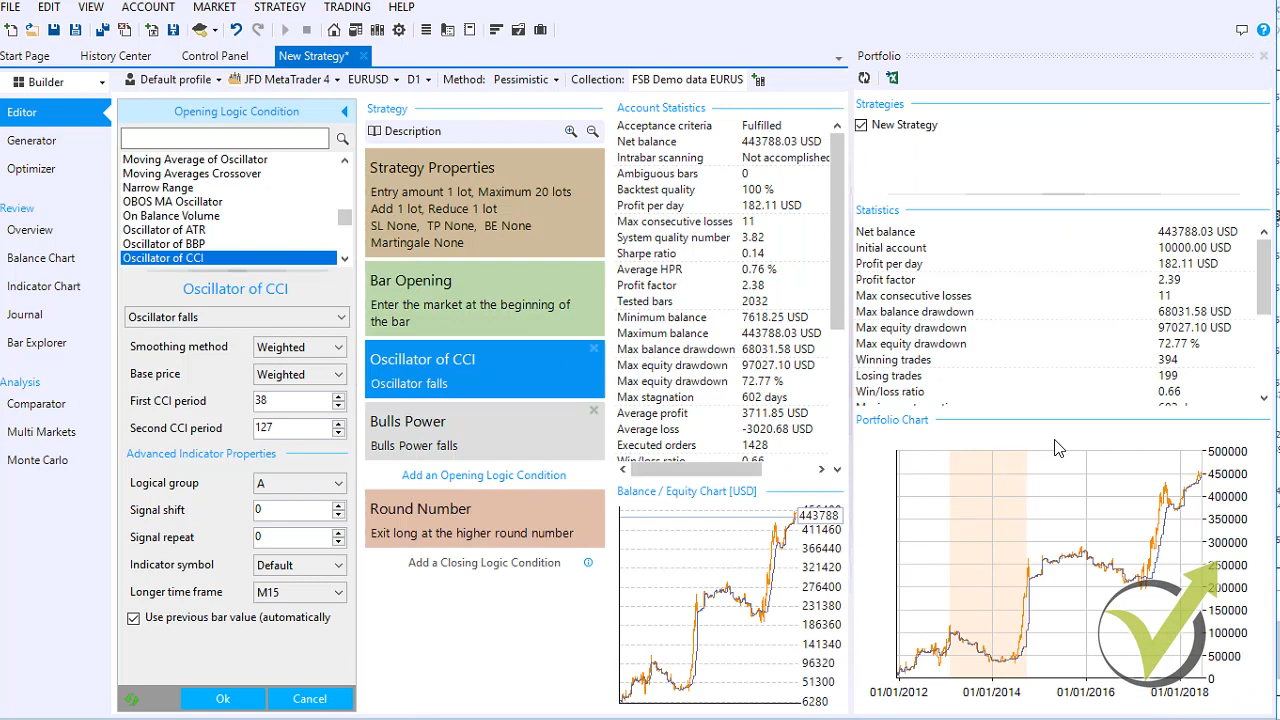 FILE EDIT VIEW ACCOUNT MARKET STRATEGY TRADING HELP
Start Page History Center Control Panel New Strategy*
Builder
Default profile JFD MetaTrader 4 EURUSD D1 Method: Pessimistic Collection: FSB Demo data EURUS
Editor
Generator
Optimizer
Review
Overview
Balance Chart
Indicator Chart
Journal
Bar Explorer
Analysis
Comparator
Multi Markets
Monte Carlo
Opening Logic Condition
Moving Average of Oscillator
Moving Averages Crossover
Narrow Range
OBOS MA Oscillator
On Balance Volume
Oscillator of ATR
Oscillator of BBP
Oscillator of CCI
Oscillator of CCI
Oscillator falls
Smoothing method Weighted
Base price Weighted
First CCI period 38
Second CCI period 127
Advanced Indicator Properties
Logical group A
Signal shift 0
Signal repeat 0
Indicator symbol Default
Longer time frame M15
Use previous bar value (automatically
Ok Cancel
Strategy
Description
Strategy Properties
Entry amount 1 lot, Maximum 20 lots
Add 1 lot, Reduce 1 lot
SL None, TP None, BE None
Martingale None
Bar Opening
Enter the market at the beginning of
the bar
Oscillator of CCI
Oscillator falls
Bulls Power
Bulls Power falls
Add an Opening Logic Condition
Round Number
Exit long at the higher round number
Add a Closing Logic Condition
Account Statistics
Acceptance criteria Fulfilled
Net balance 443788.03 USD
Intrabar scanning Not accomplished
Ambiguous bars 0
Backtest quality 100 %
Profit per day 182.11 USD
Max consecutive losses 11
System quality number 3.82
Sharpe ratio 0.14
Average HPR 0.76 %
Profit factor 2.38
Tested bars 2032
Minimum balance 7618.25 USD
Maximum balance 443788.03 USD
Max balance drawdown 68031.58 USD
Max equity drawdown 97027.10 USD
Max equity drawdown 72.77 %
Max stagnation 602 days
Average profit 3711.85 USD
Average loss -3020.68 USD
Executed orders 1428
Win/loss ratio 0.66
Balance / Equity Chart [USD]
443788
411460
366440
321420
276400
231380
186360
141340
96320
51300
6280
Portfolio
Strategies
New Strategy
Statistics
Net balance 443788.03 USD
Initial account 10000.00 USD
Profit per day 182.11 USD
Profit factor 2.39
Max consecutive losses 11
Max balance drawdown 68031.58 USD
Max equity drawdown 97027.10 USD
Max equity drawdown 72.77 %
Winning trades 394
Losing trades 199
Win/loss ratio 0.66
Portfolio Chart
500000
450000
400000
350000
300000
250000
200000
150000
100000
50000
0
01/01/2012 01/01/2014 01/01/2016 01/01/2018